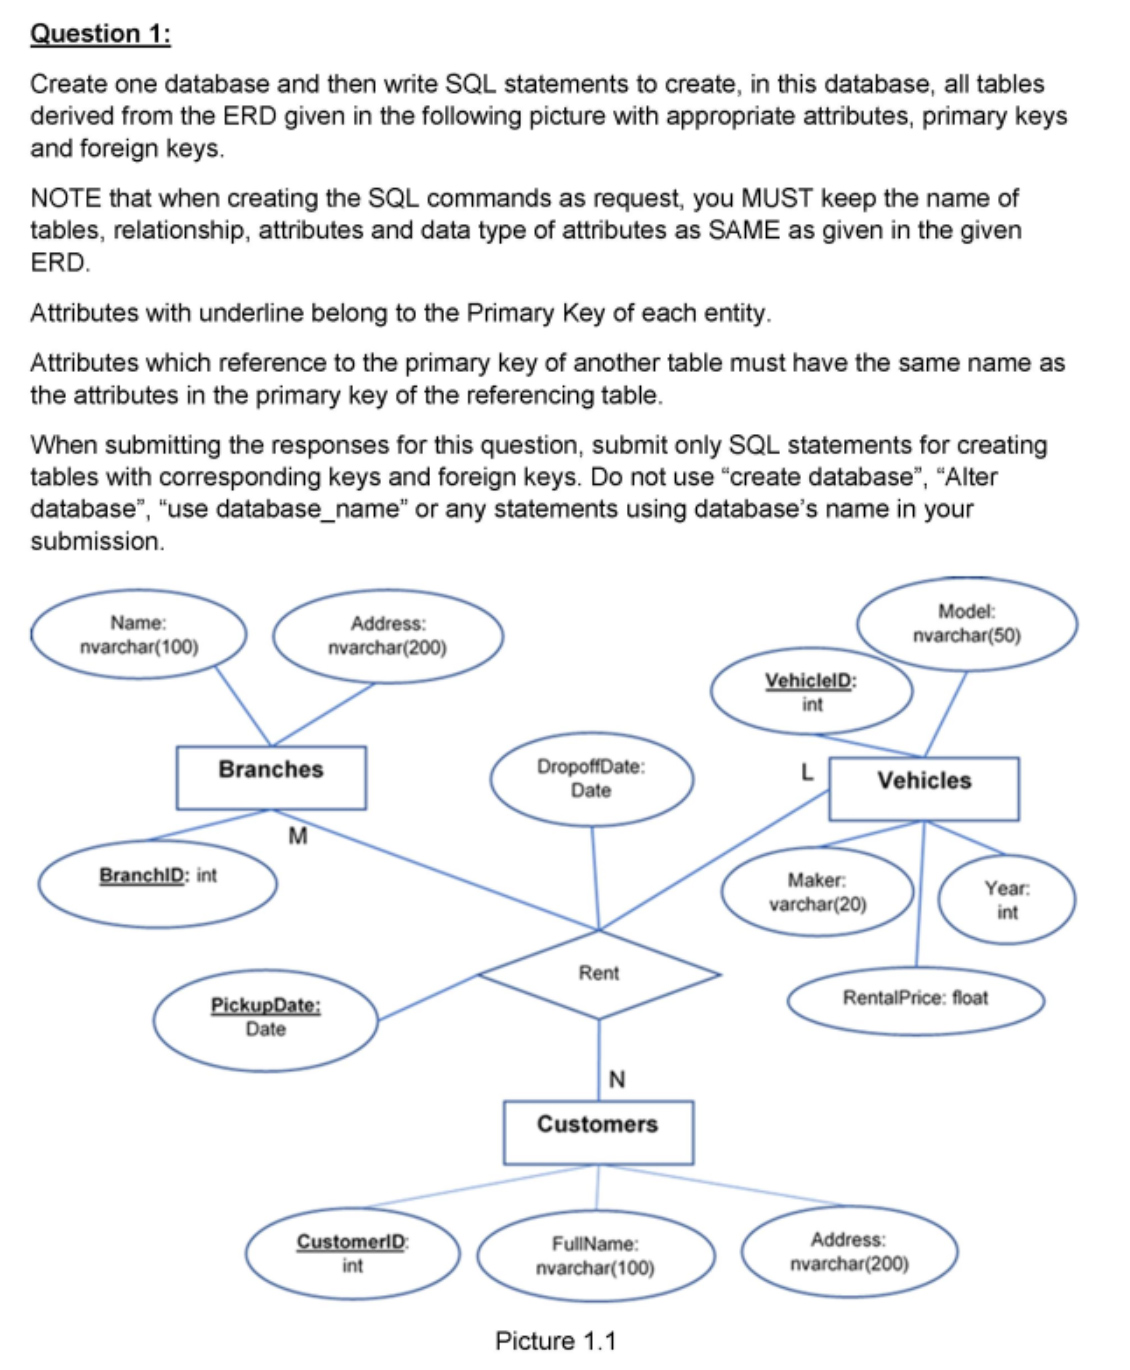 Question 1:
Create one database and then write SQL statements to create, in this database, all tables
derived from the ERD given in the following picture with appropriate attributes, primary keys
and foreign keys.
NOTE that when creating the SQL commands as request, you MUST keep the name of
tables, relationship, attributes and data type of attributes as SAME as given in the given
ERD.
Attributes with underline belong to the Primary Key of each entity.
Attributes which reference to the primary key of another table must have the same name as
the attributes in the primary key of the referencing table.
When submitting the responses for this question, submit only SQL statements for creating
tables with corresponding keys and foreign keys. Do not use “create database”, “Alter
database”, “use database_name” or any statements using database’s name in your
submission.
Name:
nvarchar(100)
Address:
nvarchar(200)
Model:
nvarchar(50)
VehicleID:
int
Branches
DropoffDate:
Date
L
Vehicles
M
BranchID: int
Maker:
varchar(20)
Year:
int
Rent
PickupDate:
Date
RentalPrice: float
N
Customers
CustomerID:
int
FullName:
nvarchar(100)
Address:
nvarchar(200)
Picture 1.1